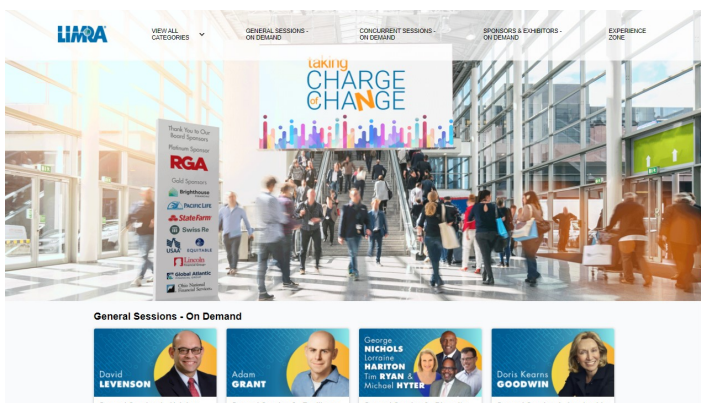 LIMRA
VIEW ALL
CATEGORIES
GENERAL SESSIONS -
ON DEMAND
CONCURRENT SESSIONS -
ON DEMAND
SPONSORS & EXHIBITORS -
ON DEMAND
EXPERIENCE
ZONE
taking
CHARGE
of CHANGE
Thank You to Our
Board Sponsors
Platinum Sponsor
RGA
Gold Sponsors
Brighthouse
PACIFIC LIFE
State Farm
Swiss Re
USAA
EQUITABLE
Lincoln
Global Atlantic
Ohio National
Financial Services
General Sessions - On Demand
David
LEVENSON
Adam
GRANT
George
NICHOLS
Lorraine
HARITON
Tim RYAN &
Michael HYTER
Doris Kearns
GOODWIN